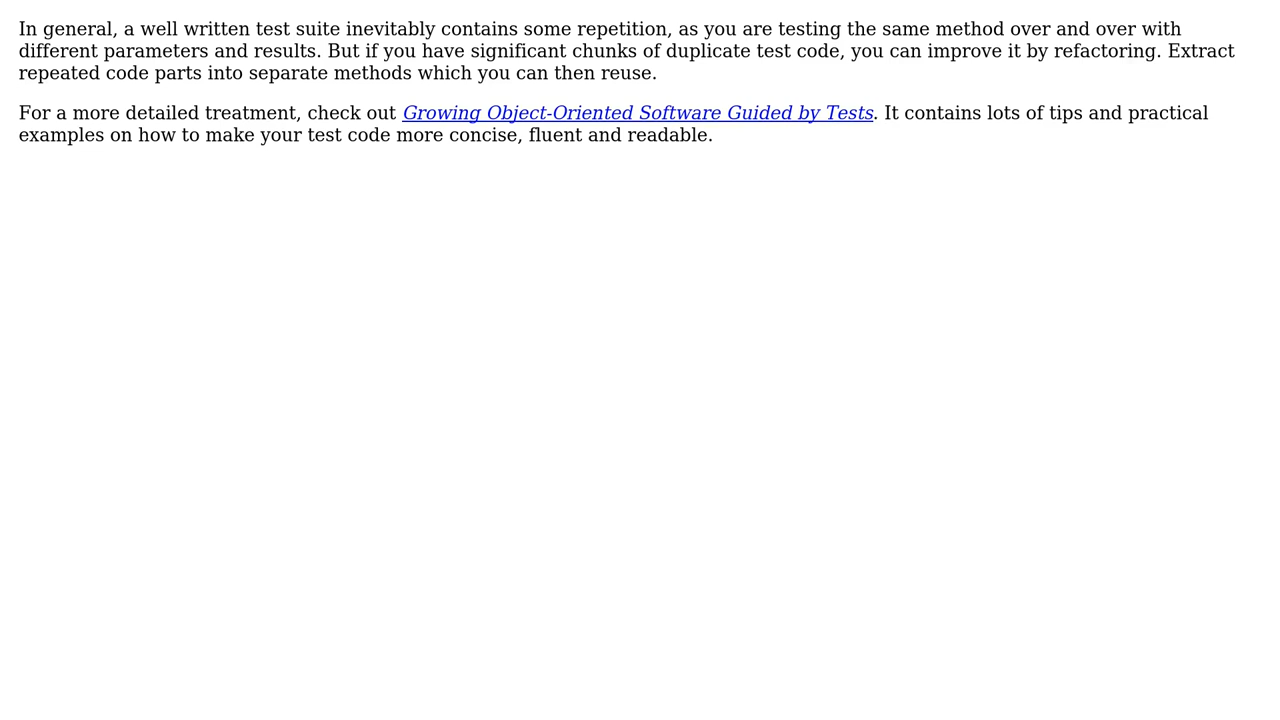 In general, a well written test suite inevitably contains some repetition, as you are testing the same method over and over with
different parameters and results. But if you have significant chunks of duplicate test code, you can improve it by refactoring. Extract
repeated code parts into separate methods which you can then reuse.
For a more detailed treatment, check out Growing Object-Oriented Software Guided by Tests. It contains lots of tips and practical
examples on how to make your test code more concise, fluent and readable.